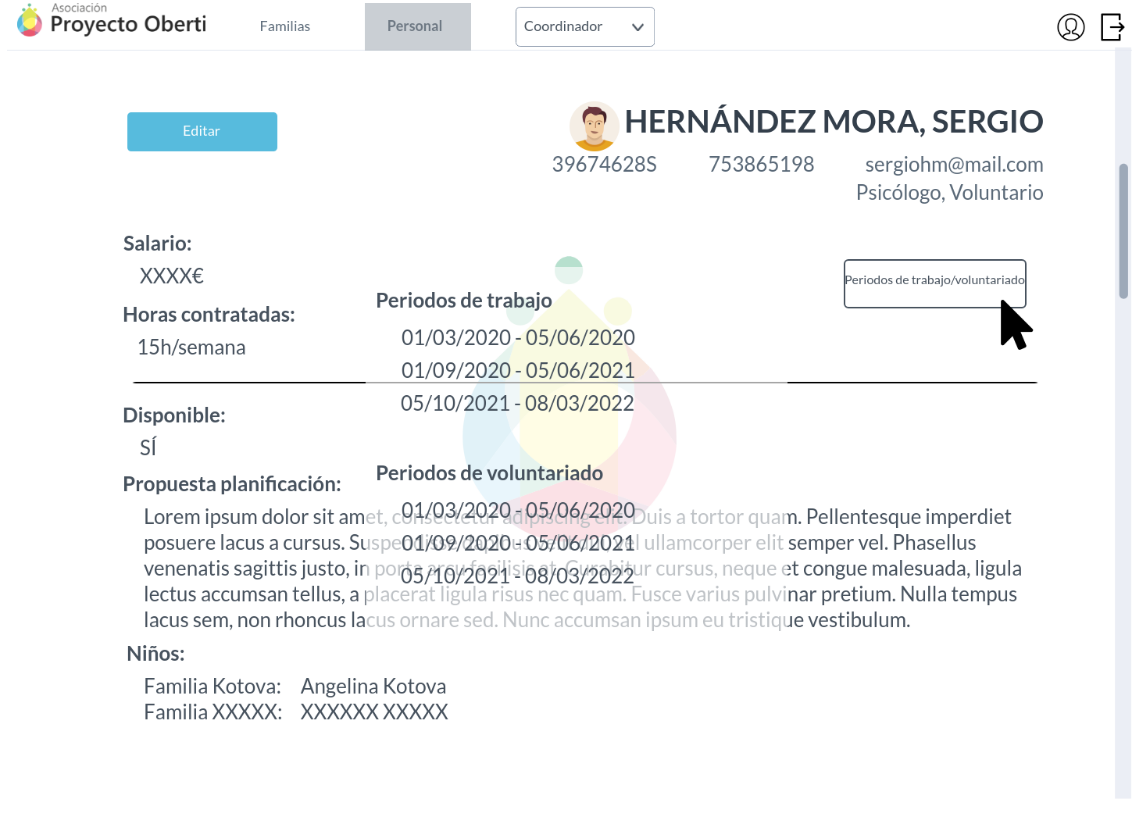 Asociación
Proyecto Oberti
Familias
Personal
Coordinador
Editar
HERNÁNDEZ MORA, SERGIO
39674628S 753865198 sergiohm@mail.com
Psicólogo, Voluntario
Salario:
XXXX€
Periodos de trabajo/voluntariado
Horas contratadas:
15h/semana
Periodos de trabajo
01/03/2020 - 05/06/2020
01/09/2020 - 05/06/2021
05/10/2021 - 08/03/2022
Disponible:
SÍ
Periodos de voluntariado
01/03/2020 - 05/06/2020
01/09/2020 - 05/06/2021
05/10/2021 - 08/03/2022
Propuesta planificación:
Lorem ipsum dolor sit amet, consectetur adipiscing elit. Duis a tortor quam. Pellentesque imperdiet
posuere lacus a cursus. Suspendisse dapibus vel ullamcorper elit semper vel. Phasellus
venenatis sagittis justo, in porta arcu facilisis at. Curabitur cursus, neque et congue malesuada, ligula
lectus accumsan tellus, a placerat ligula risus nec quam. Fusce varius pulvinar pretium. Nulla tempus
lacus sem, non rhoncus lacus ornare sed. Nunc accumsan ipsum eu tristique vestibulum.
Niños:
Familia Kotova: Angelina Kotova
Familia XXXXX: XXXXXX XXXXX